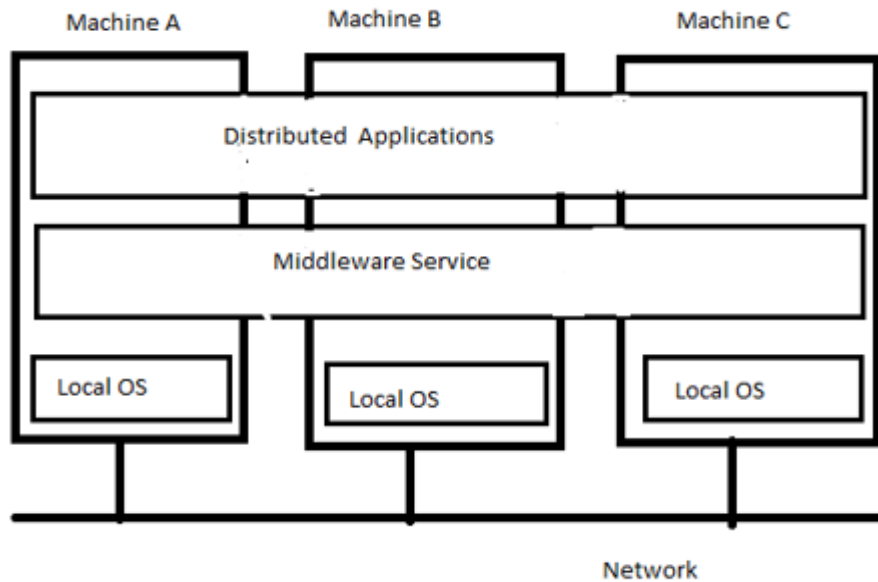 Machine A
Machine B
Machine C
Distributed Applications
Middleware Service
Local OS
Local OS
Local OS
Network